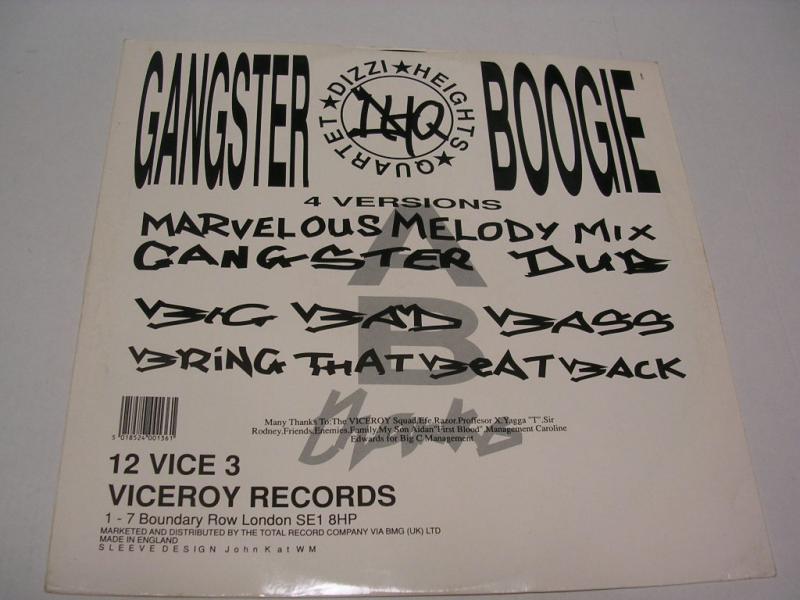 GANGSTER
DIZZI★HEIGHTS★QUARTET★
DHQ
BOOGIE
4 VERSIONS
MARVELOUS MELODY MIX
GANGSTER DUB
BIG BAD BASS
BRiNG THAT BeAT BACK
A
B
5 018524 001361
Many Thanks To:The VICEROY Squad,Efe,Razor,Proffesor X,Yagga "T",Sir
Rodney,Friends,Enemies,Family,My Son Aidan"First Blood",Management Caroline
Edwards for Big C Management
12 VICE 3
VICEROY RECORDS
1 - 7 Boundary Row London SE1 8HP
MARKETED AND DISTRIBUTED BY THE TOTAL RECORD COMPANY VIA BMG (UK) LTD
MADE IN ENGLAND
SLEEVE DESIGN John K at WM